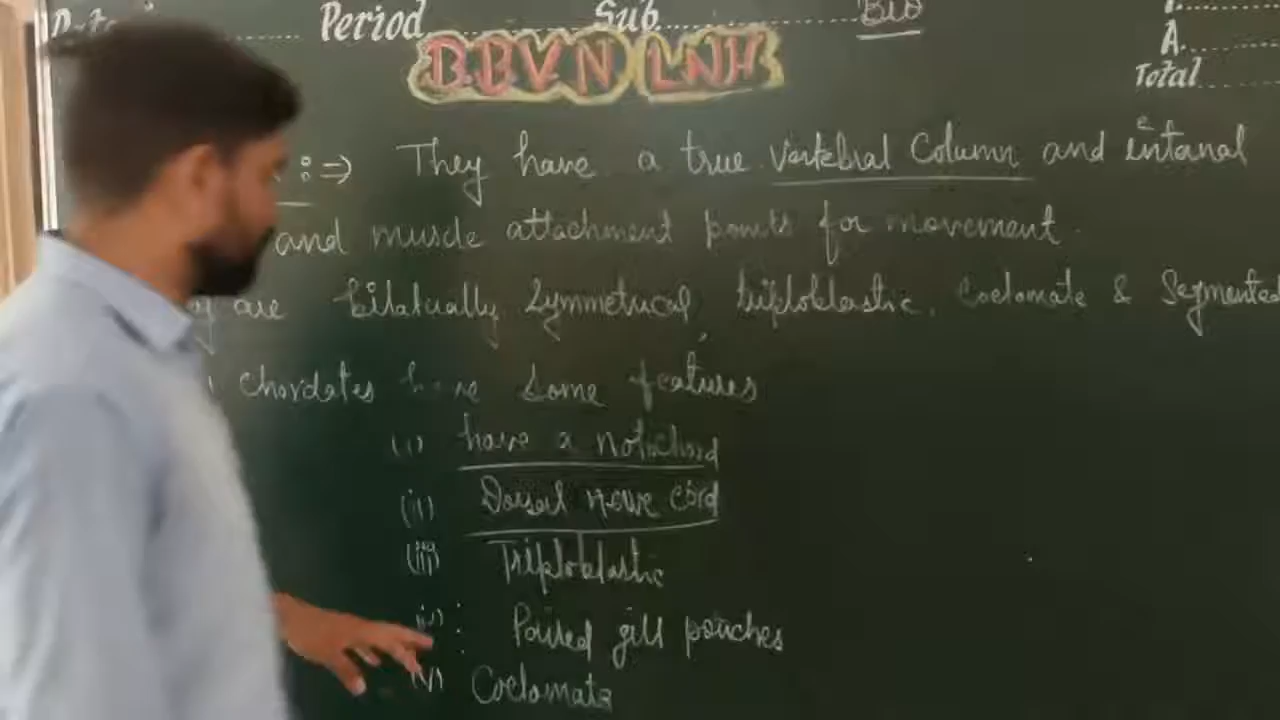 Period Sub Bio
A.
Total
B.B.V.N L.N.H
:⇒ They have a true vertebral Column and intenal
e
and muscle attachment points for movement.
are bilaterally Symmetrical, triploblastic, Coelomate & Segmented
Chordates have some features
(i) have a notochord
(ii) Dorsal nerve cord
(iii) Triploblastic
(iv) : Paired gill pouches
(v) Coelomate